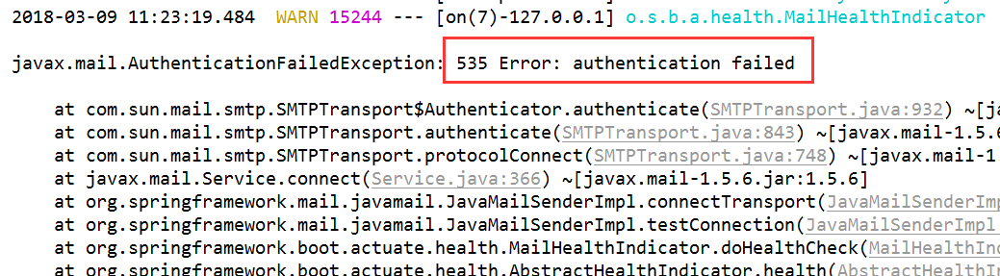 2018-03-09 11:23:19.484 WARN 15244 --- [on(7)-127.0.0.1] o.s.b.a.health.MailHealthIndicator
javax.mail.AuthenticationFailedException: 535 Error: authentication failed
at com.sun.mail.smtp.SMTPTransport$Authenticator.authenticate(SMTPTransport.java:932) ~[ja
at com.sun.mail.smtp.SMTPTransport.authenticate(SMTPTransport.java:843) ~[javax.mail-1.5.6
at com.sun.mail.smtp.SMTPTransport.protocolConnect(SMTPTransport.java:748) ~[javax.mail-1
at javax.mail.Service.connect(Service.java:366) ~[javax.mail-1.5.6.jar:1.5.6]
at org.springframework.mail.javamail.JavaMailSenderImpl.connectTransport(JavaMailSenderImp
at org.springframework.mail.javamail.JavaMailSenderImpl.testConnection(JavaMailSenderImpl.
at org.springframework.boot.actuate.health.MailHealthIndicator.doHealthCheck(MailHealthInd
at org.springframework.boot.actuate.health.AbstractHealthIndicator.health(AbstractHealthIn